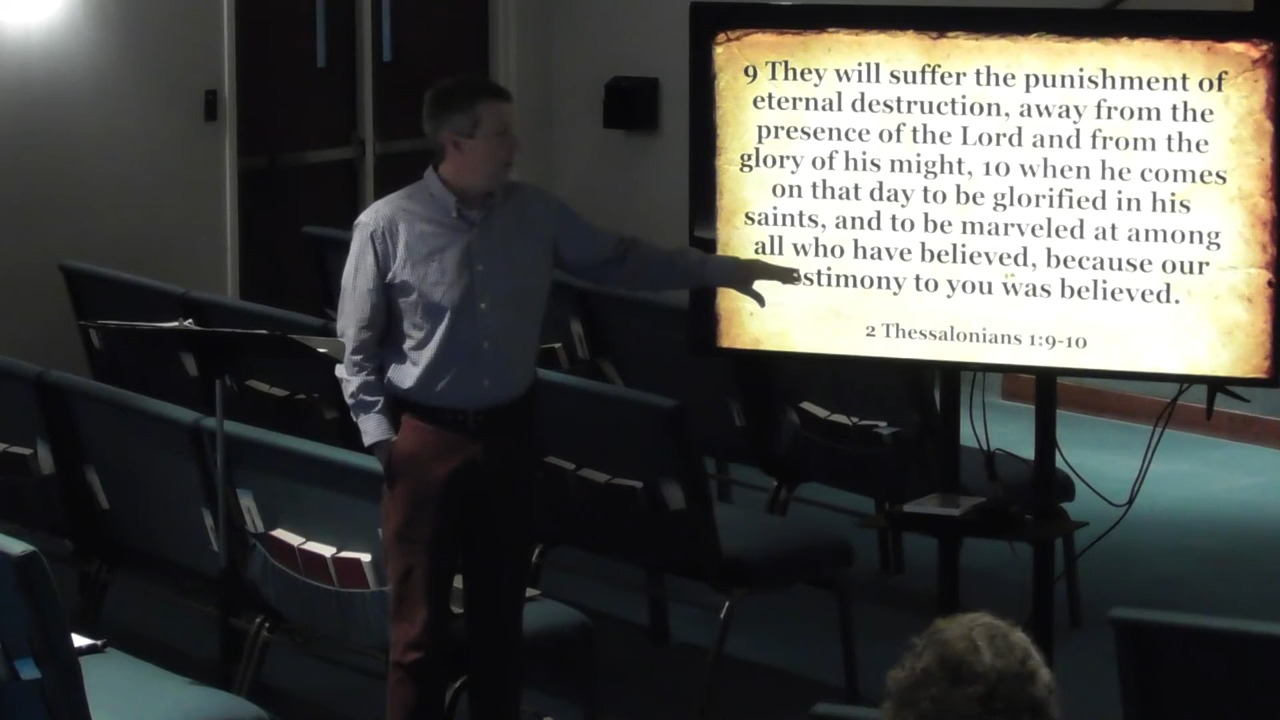 9 They will suffer the punishment of
eternal destruction, away from the
presence of the Lord and from the
glory of his might, 10 when he comes
on that day to be glorified in his
saints, and to be marveled at among
all who have believed, because our
stimony to you was believed.
2 Thessalonians 1:9-10